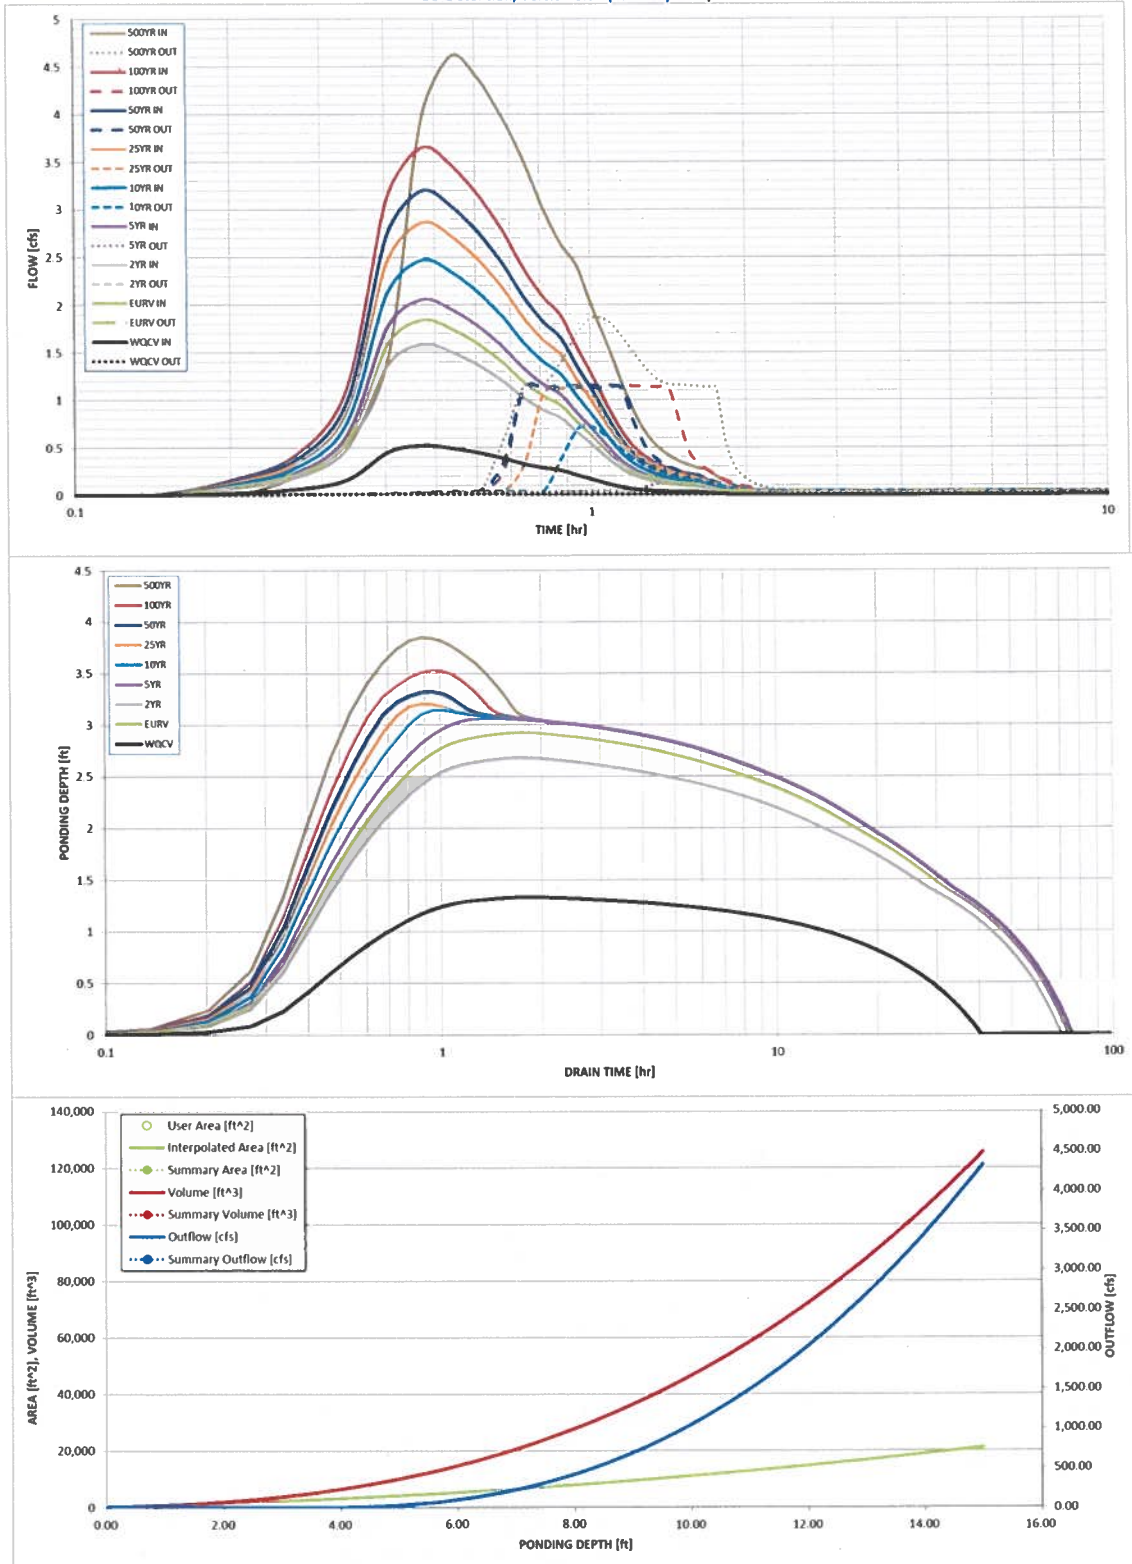 5
4.5
4
3.5
3
2.5
2
1.5
1
0.5
0
FLOW [cfs]
500YR IN
500YR OUT
100YR IN
100YR OUT
50YR IN
50YR OUT
25YR IN
25YR OUT
10YR IN
10YR OUT
5YR IN
5YR OUT
2YR IN
2YR OUT
EURV IN
EURV OUT
WQCV IN
WQCV OUT
0.1
1
10
TIME [hr]
4.5
4
3.5
3
2.5
2
1.5
1
0.5
0
PONDING DEPTH [ft]
500YR
100YR
50YR
25YR
10YR
5YR
2YR
EURV
WQCV
0.1
1
10
100
DRAIN TIME [hr]
140,000
120,000
100,000
80,000
60,000
40,000
20,000
0
AREA [ft^2], VOLUME [ft^3]
User Area [ft^2]
Interpolated Area [ft^2]
Summary Area [ft^2]
Volume [ft^3]
Summary Volume [ft^3]
Outflow [cfs]
Summary Outflow [cfs]
5,000.00
4,500.00
4,000.00
3,500.00
3,000.00
2,500.00
2,000.00
1,500.00
1,000.00
500.00
0.00
OUTFLOW [cfs]
0.00
2.00
4.00
6.00
8.00
10.00
12.00
14.00
16.00
PONDING DEPTH [ft]